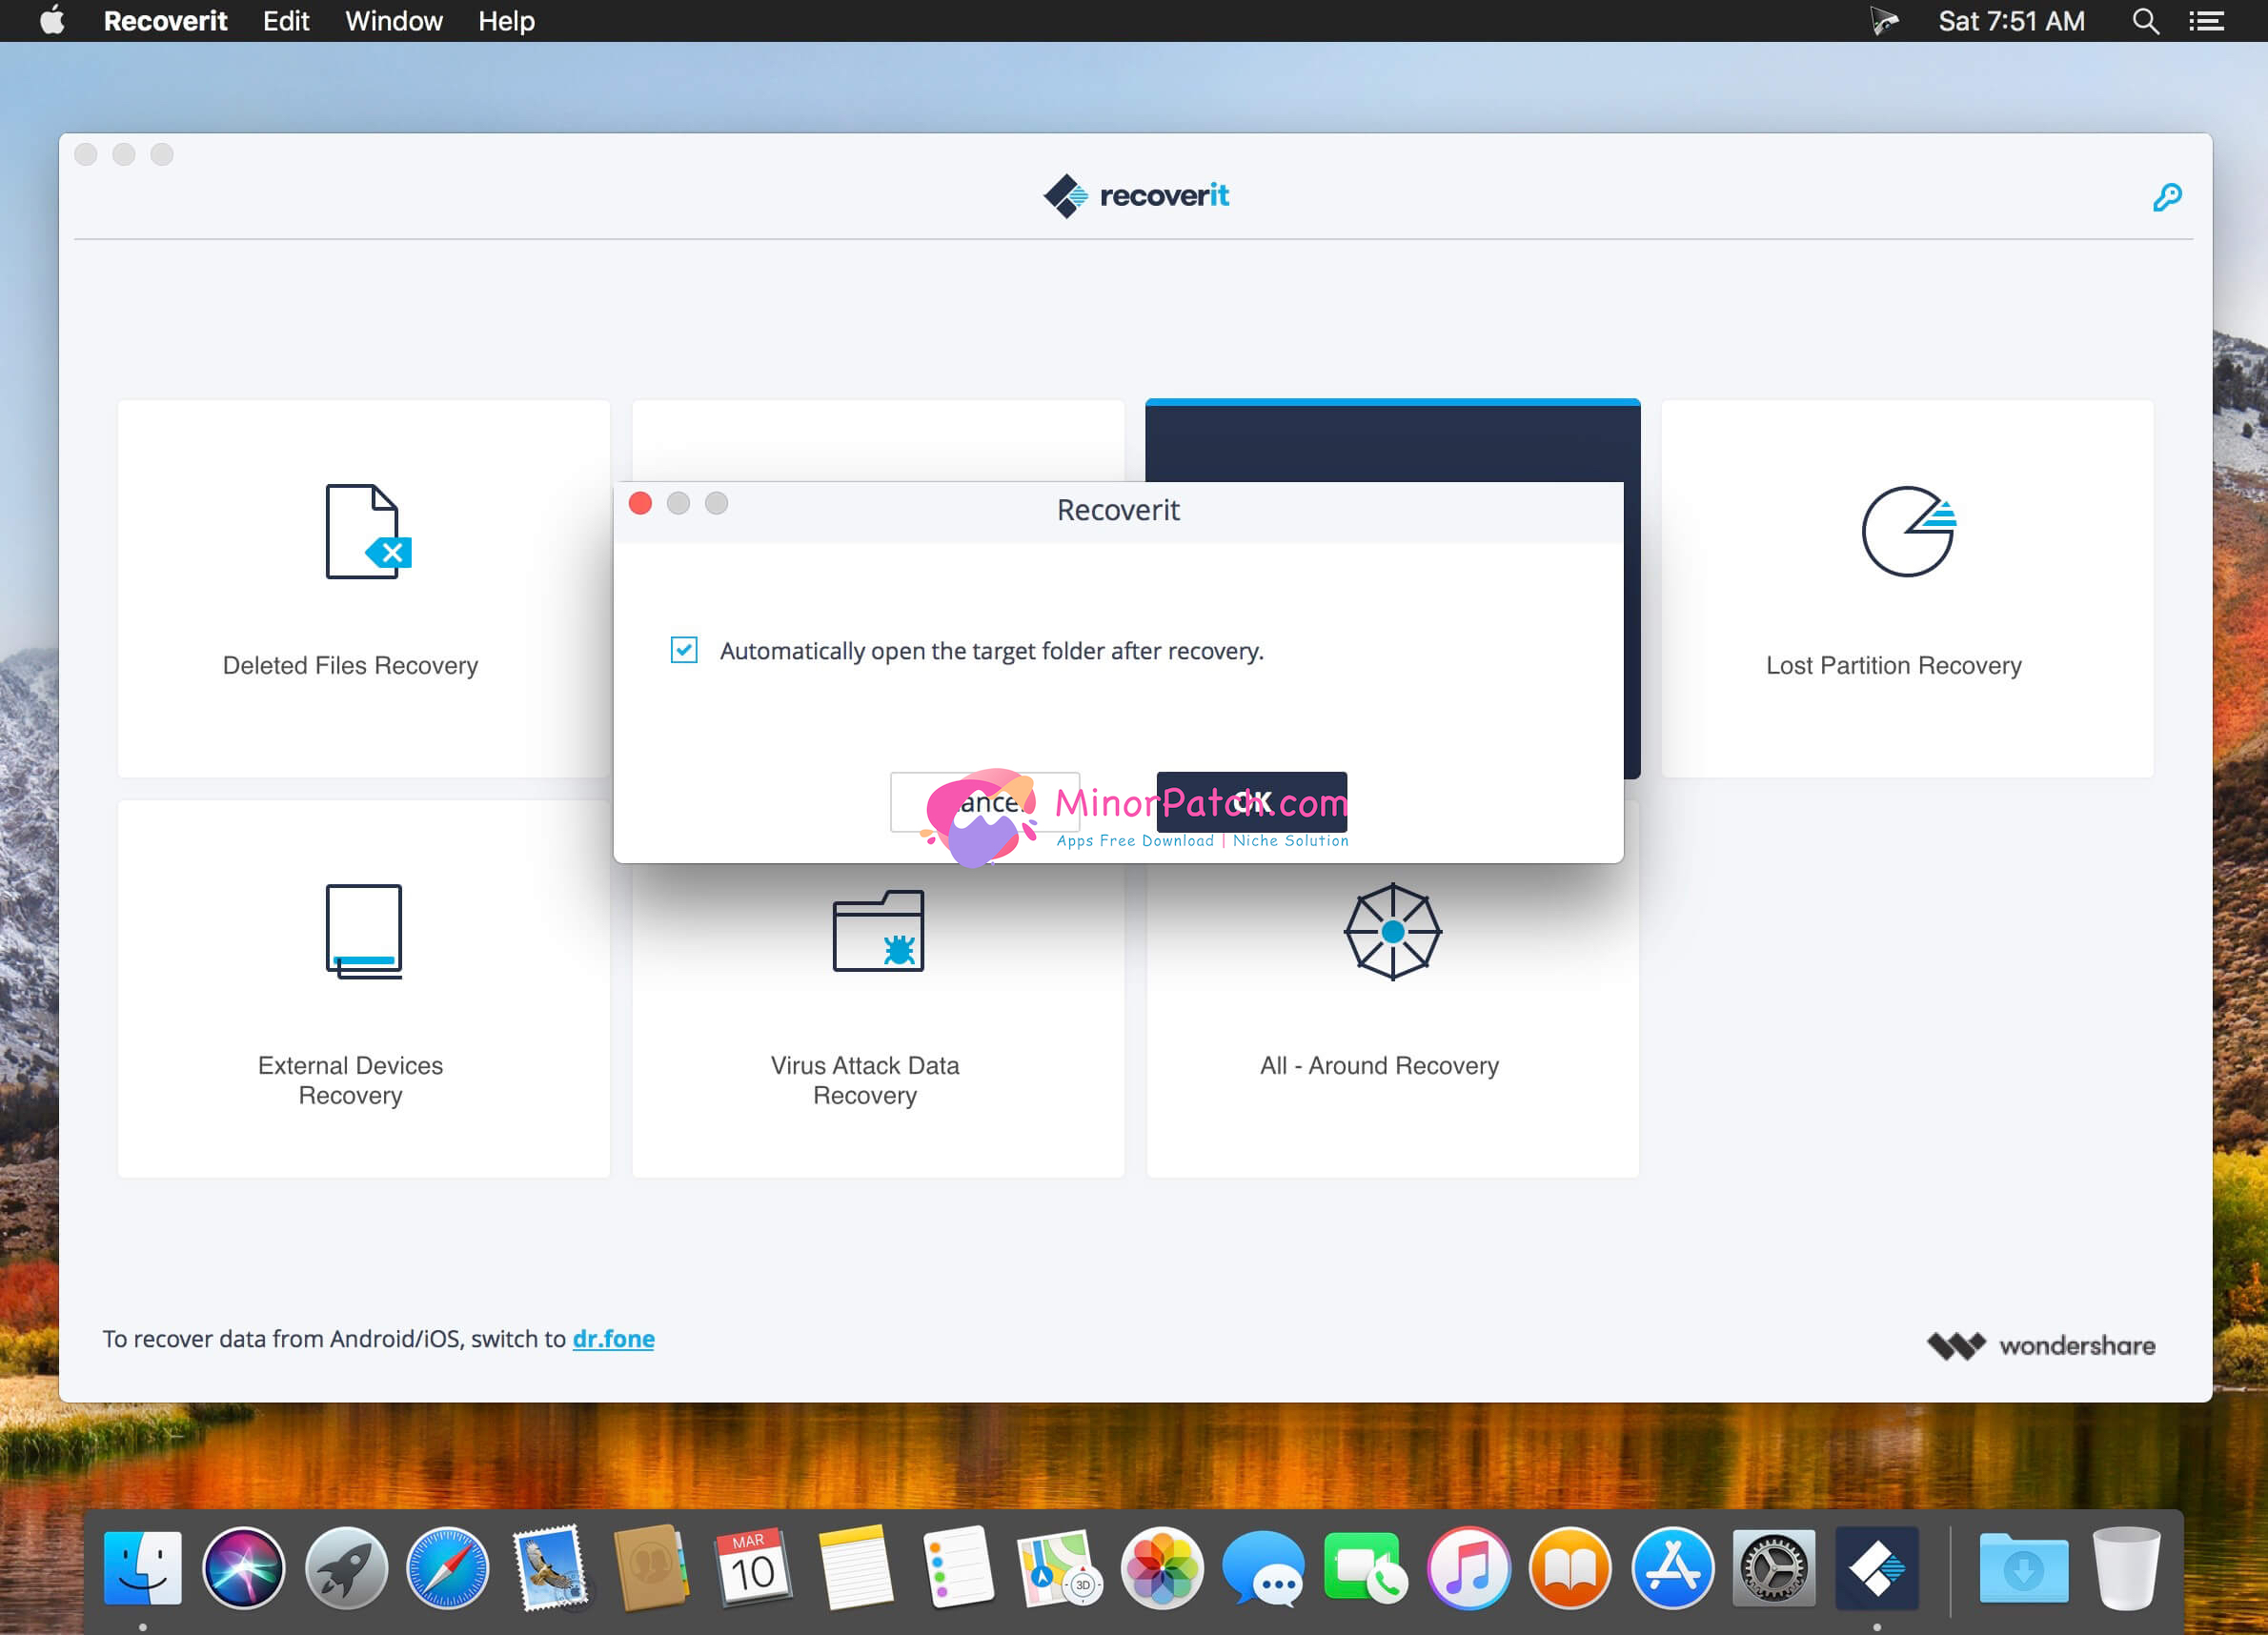 Recoverit Edit Window Help
Sat 7:51 AM
recoverit
Recoverit
Automatically open the target folder after recovery.
OK
MinorPatch.com
Apps Free Download | Niche Solution
Deleted Files Recovery
Lost Partition Recovery
External Devices
Recovery
Virus Attack Data
Recovery
All - Around Recovery
To recover data from Android/iOS, switch to dr.fone
wondershare
MAR
10
3D